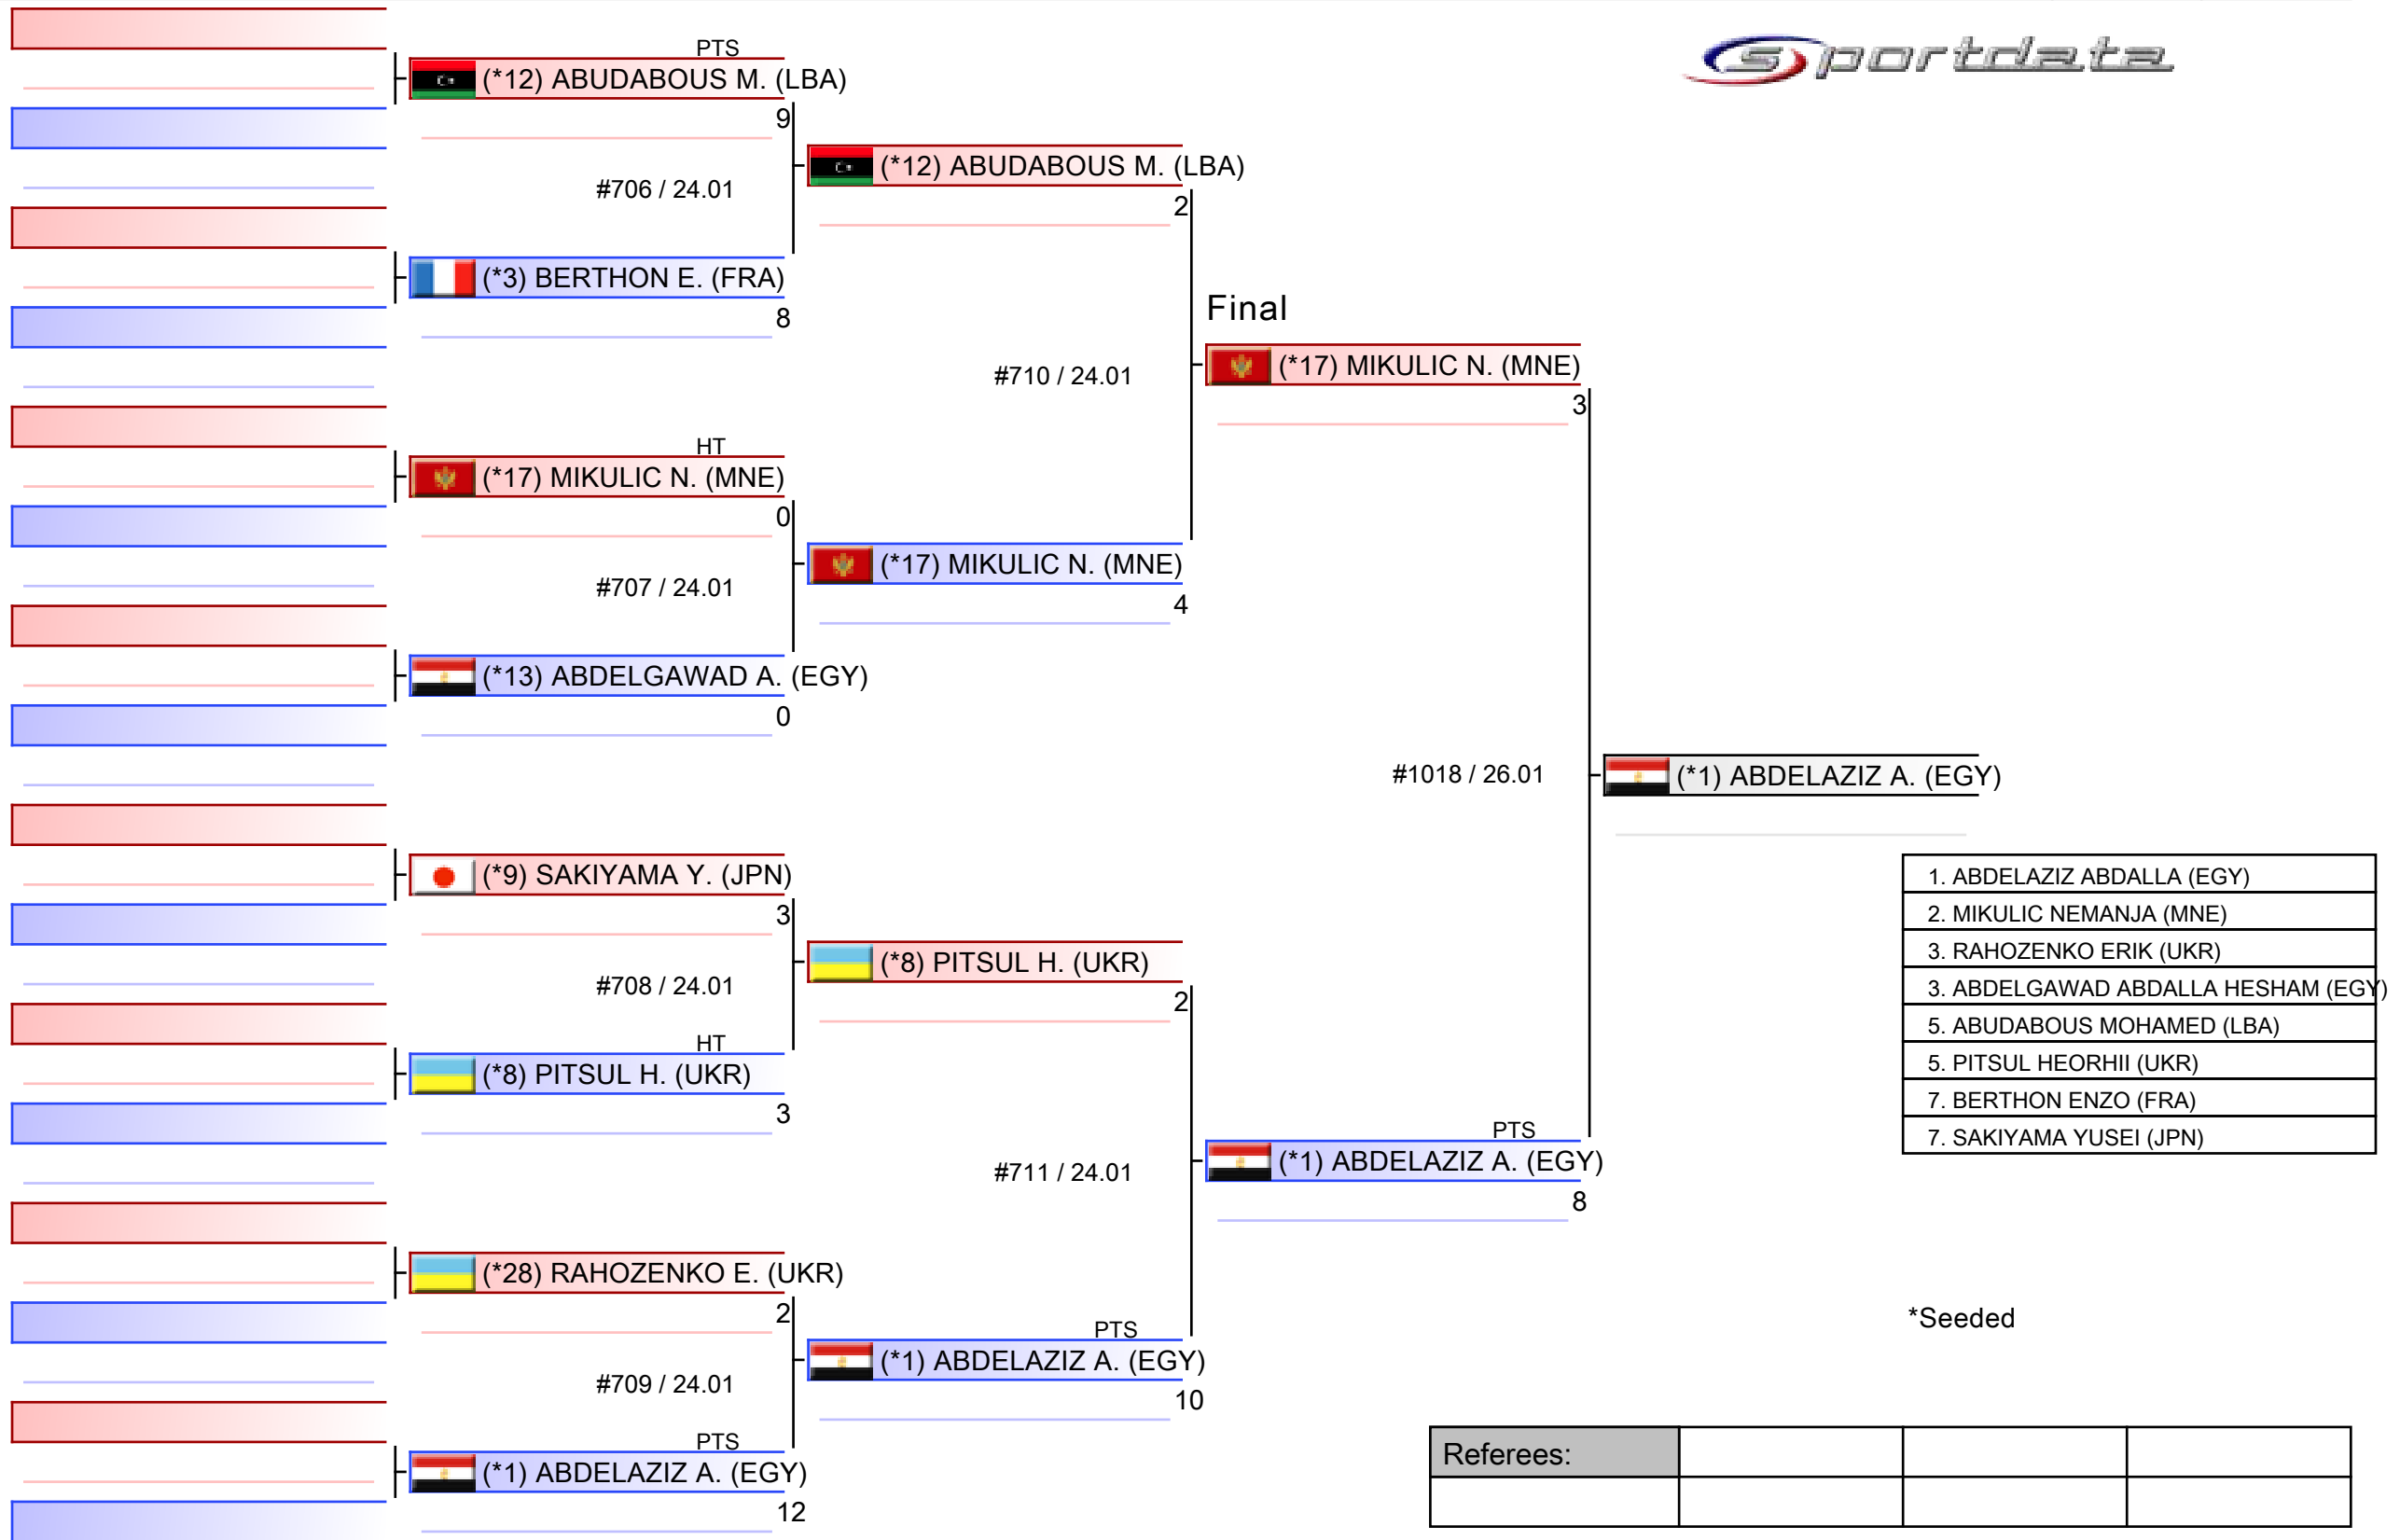 sportdata
PTS
(*12) ABUDABOUS M. (LBA)
9
#706 / 24.01
(*3) BERTHON E. (FRA)
8
HT
(*17) MIKULIC N. (MNE)
0
#707 / 24.01
(*13) ABDELGAWAD A. (EGY)
0
(*9) SAKIYAMA Y. (JPN)
3
#708 / 24.01
HT
(*8) PITSUL H. (UKR)
3
(*28) RAHOZENKO E. (UKR)
2
#709 / 24.01
PTS
(*1) ABDELAZIZ A. (EGY)
12
(*12) ABUDABOUS M. (LBA)
2
#710 / 24.01
(*17) MIKULIC N. (MNE)
4
(*8) PITSUL H. (UKR)
2
#711 / 24.01
PTS
(*1) ABDELAZIZ A. (EGY)
10
Final
(*17) MIKULIC N. (MNE)
3
#1018 / 26.01
PTS
(*1) ABDELAZIZ A. (EGY)
8
(*1) ABDELAZIZ A. (EGY)
1. ABDELAZIZ ABDALLA (EGY)
2. MIKULIC NEMANJA (MNE)
3. RAHOZENKO ERIK (UKR)
3. ABDELGAWAD ABDALLA HESHAM (EGY)
5. ABUDABOUS MOHAMED (LBA)
5. PITSUL HEORHII (UKR)
7. BERTHON ENZO (FRA)
7. SAKIYAMA YUSEI (JPN)
*Seeded
Referees: